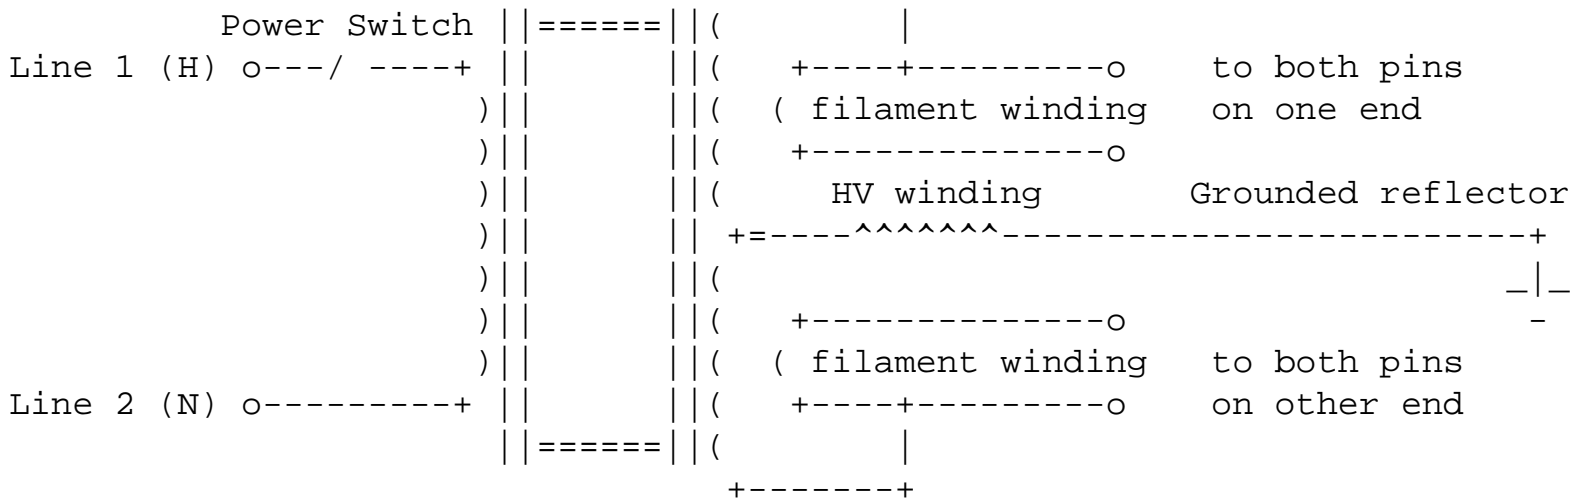 Power Switch ||======||(         |
Line 1 (H) o---/ ----+  ||      ||(    +----+---------o    to both pins
                       )||      ||(   ( filament winding   on one end
                       )||      ||(    +--------------o
                       )||      ||(      HV winding       Grounded reflector
                       )||      || +=----^^^^^^^-------------------------+
                       )||      ||(                                     _|_
                       )||      ||(    +--------------o                   -
                       )||      ||(   ( filament winding   to both pins
Line 2 (N) o---------+  ||      ||(    +----+---------o    on other end
                        ||======||(         |
                                   +-------+